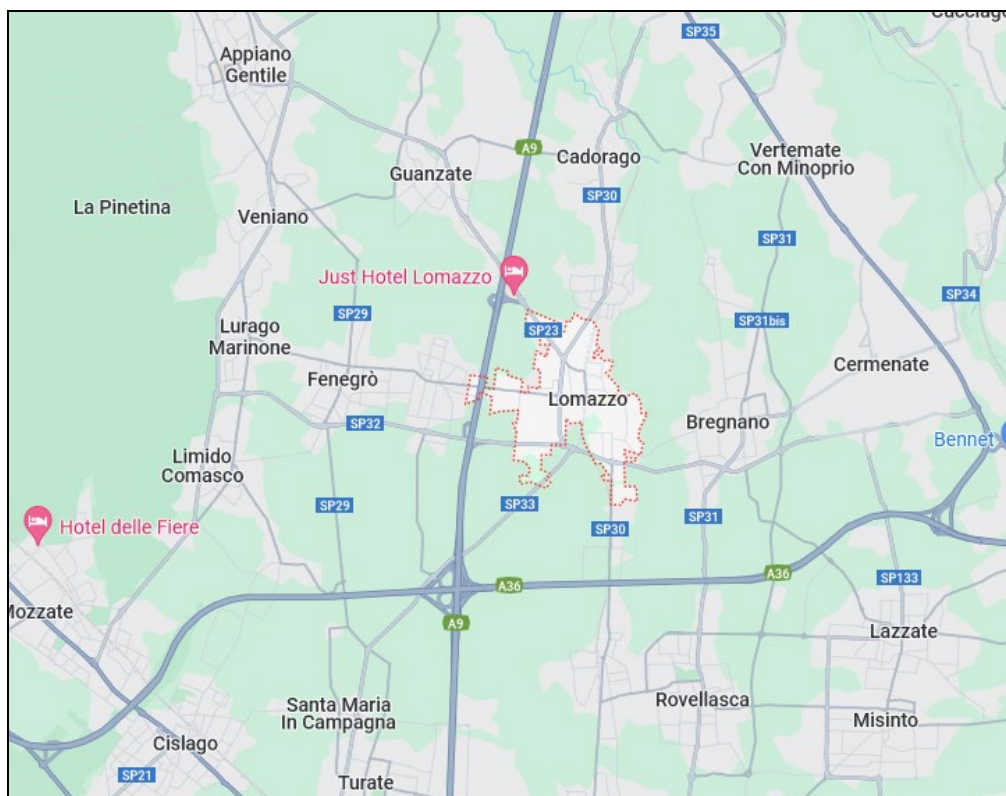 Cucciago
SP35
Appiano
Gentile
A9
Cadorago
Vertemate
Con Minoprio
Guanzate
SP30
La Pinetina
Veniano
SP31
Just Hotel Lomazzo
SP34
SP29
SP31bis
SP23
Lurago
Marinone
Cermenate
Fenegrò
Lomazzo
SP32
Bregnano
Bennet
Limido
Comasco
SP29
SP33
SP31
Hotel delle Fiere
SP30
A36
A36
SP133
Mozzate
A9
Lazzate
Santa Maria
In Campagna
Rovellasca
Misinto
Cislago
SP21
Turate